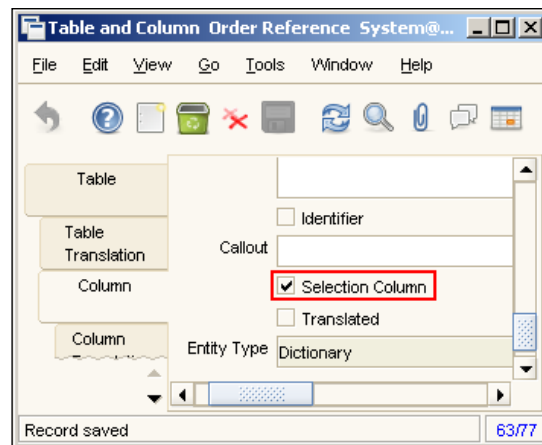 Table and Column Order Reference System@...
File Edit View Go Tools Window Help
Table
Table
Translation
Column
Column
Identifier
Callout
Selection Column
Translated
Entity Type Dictionary
Record saved 63/77